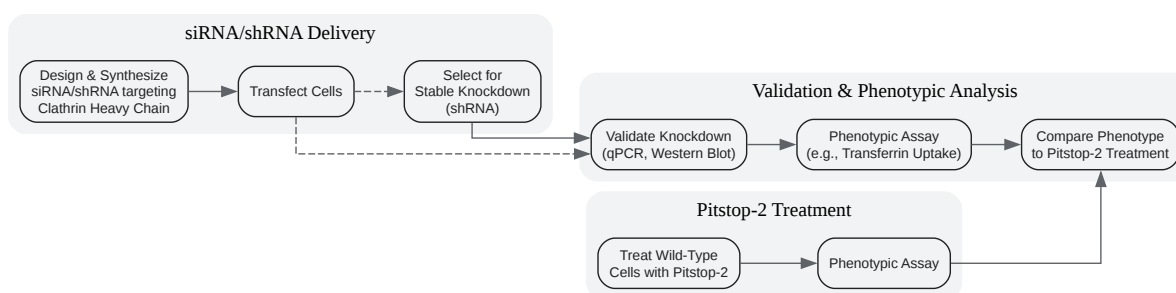 siRNA/shRNA Delivery
Design & Synthesize
siRNA/shRNA targeting
Clathrin Heavy Chain
Transfect Cells
Select for
Stable Knockdown
(shRNA)
Validation & Phenotypic Analysis
Validate Knockdown
(qPCR, Western Blot)
Phenotypic Assay
(e.g., Transferrin Uptake)
Compare Phenotype
to Pitstop-2 Treatment
Pitstop-2 Treatment
Treat Wild-Type
Cells with Pitstop-2
Phenotypic Assay